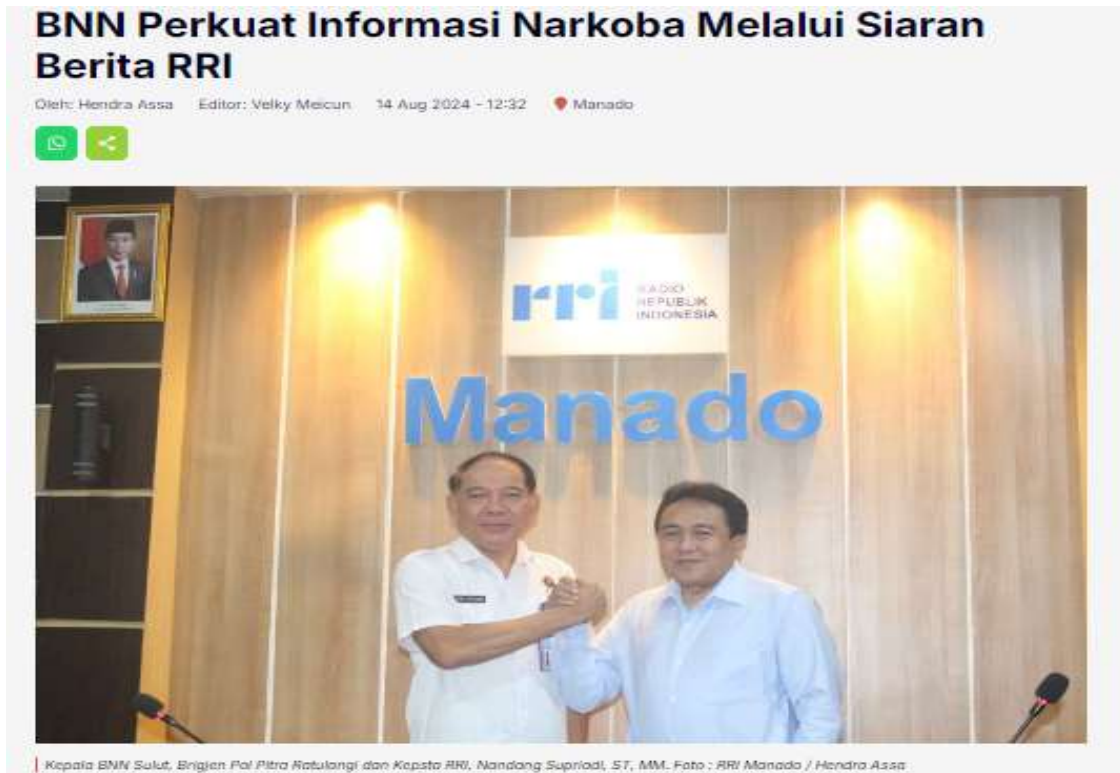 BNN Perkuat Informasi Narkoba Melalui Siaran
Berita RRI
Oleh: Hendra Assa Editor: Velky Meicun 14 Aug 2024 - 12:32 Manado
rri RADIO
REPUBLIK
INDONESIA
Manado
Kepala BNN Sulut, Brigjen Pol Pitra Ratulangi dan Kepsta RRI, Nandang Supriadi, ST, MM. Foto : RRI Manado / Hendra Assa